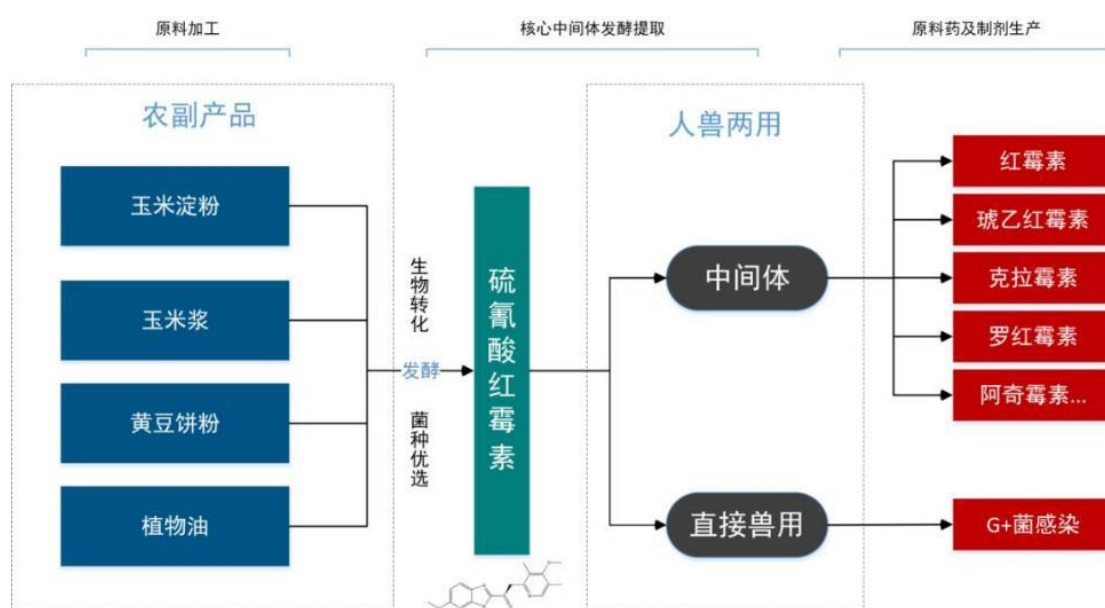 原料加工
核心中间体发酵提取
原料药及制剂生产
农副产品
玉米淀粉
玉米浆
黄豆饼粉
植物油
生物转化
发酵
菌种优选
硫氰酸红霉素
人兽两用
中间体
直接兽用
红霉素
琥乙红霉素
克拉霉素
罗红霉素
阿奇霉素...
G+菌感染